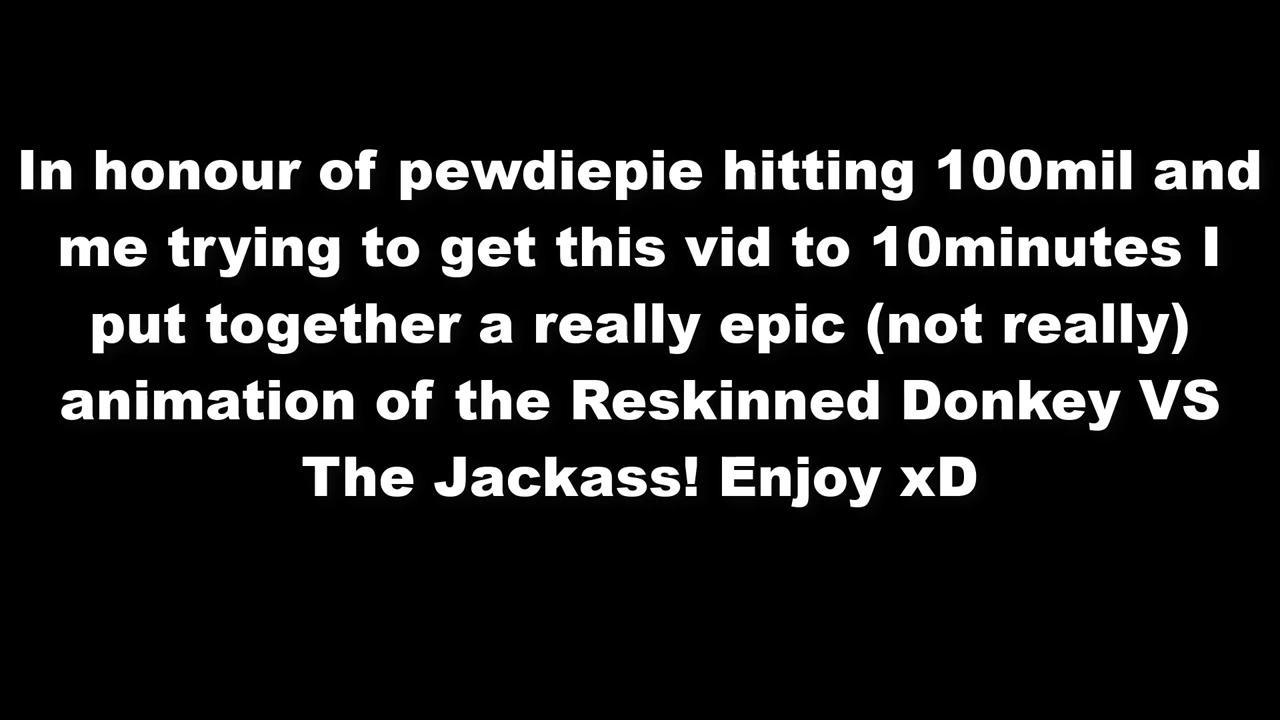 In honour of pewdiepie hitting 100mil and
me trying to get this vid to 10minutes I
put together a really epic (not really)
animation of the Reskinned Donkey VS
The Jackass! Enjoy xD